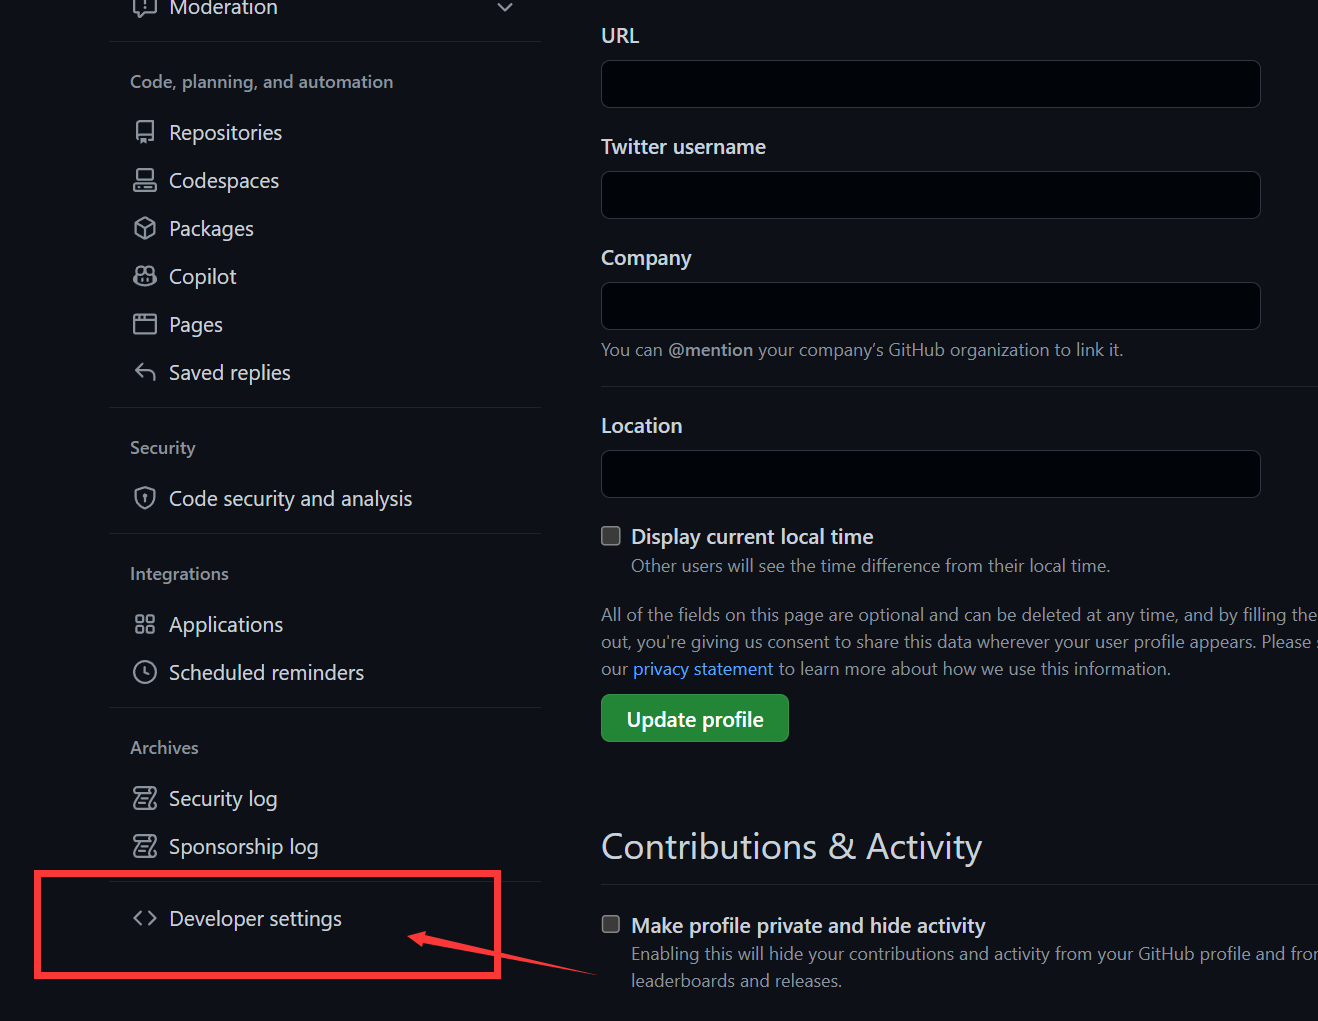 Moderation
Code, planning, and automation
Repositories
Codespaces
Packages
Copilot
Pages
Saved replies
Security
Code security and analysis
Integrations
Applications
Scheduled reminders
Archives
Security log
Sponsorship log
Developer settings
URL
Twitter username
Company
You can @mention your company’s GitHub organization to link it.
Location
Display current local time
Other users will see the time difference from their local time.
All of the fields on this page are optional and can be deleted at any time, and by filling the
out, you're giving us consent to share this data wherever your user profile appears. Please
our privacy statement to learn more about how we use this information.
Update profile
Contributions & Activity
Make profile private and hide activity
Enabling this will hide your contributions and activity from your GitHub profile and
leaderboards and releases.